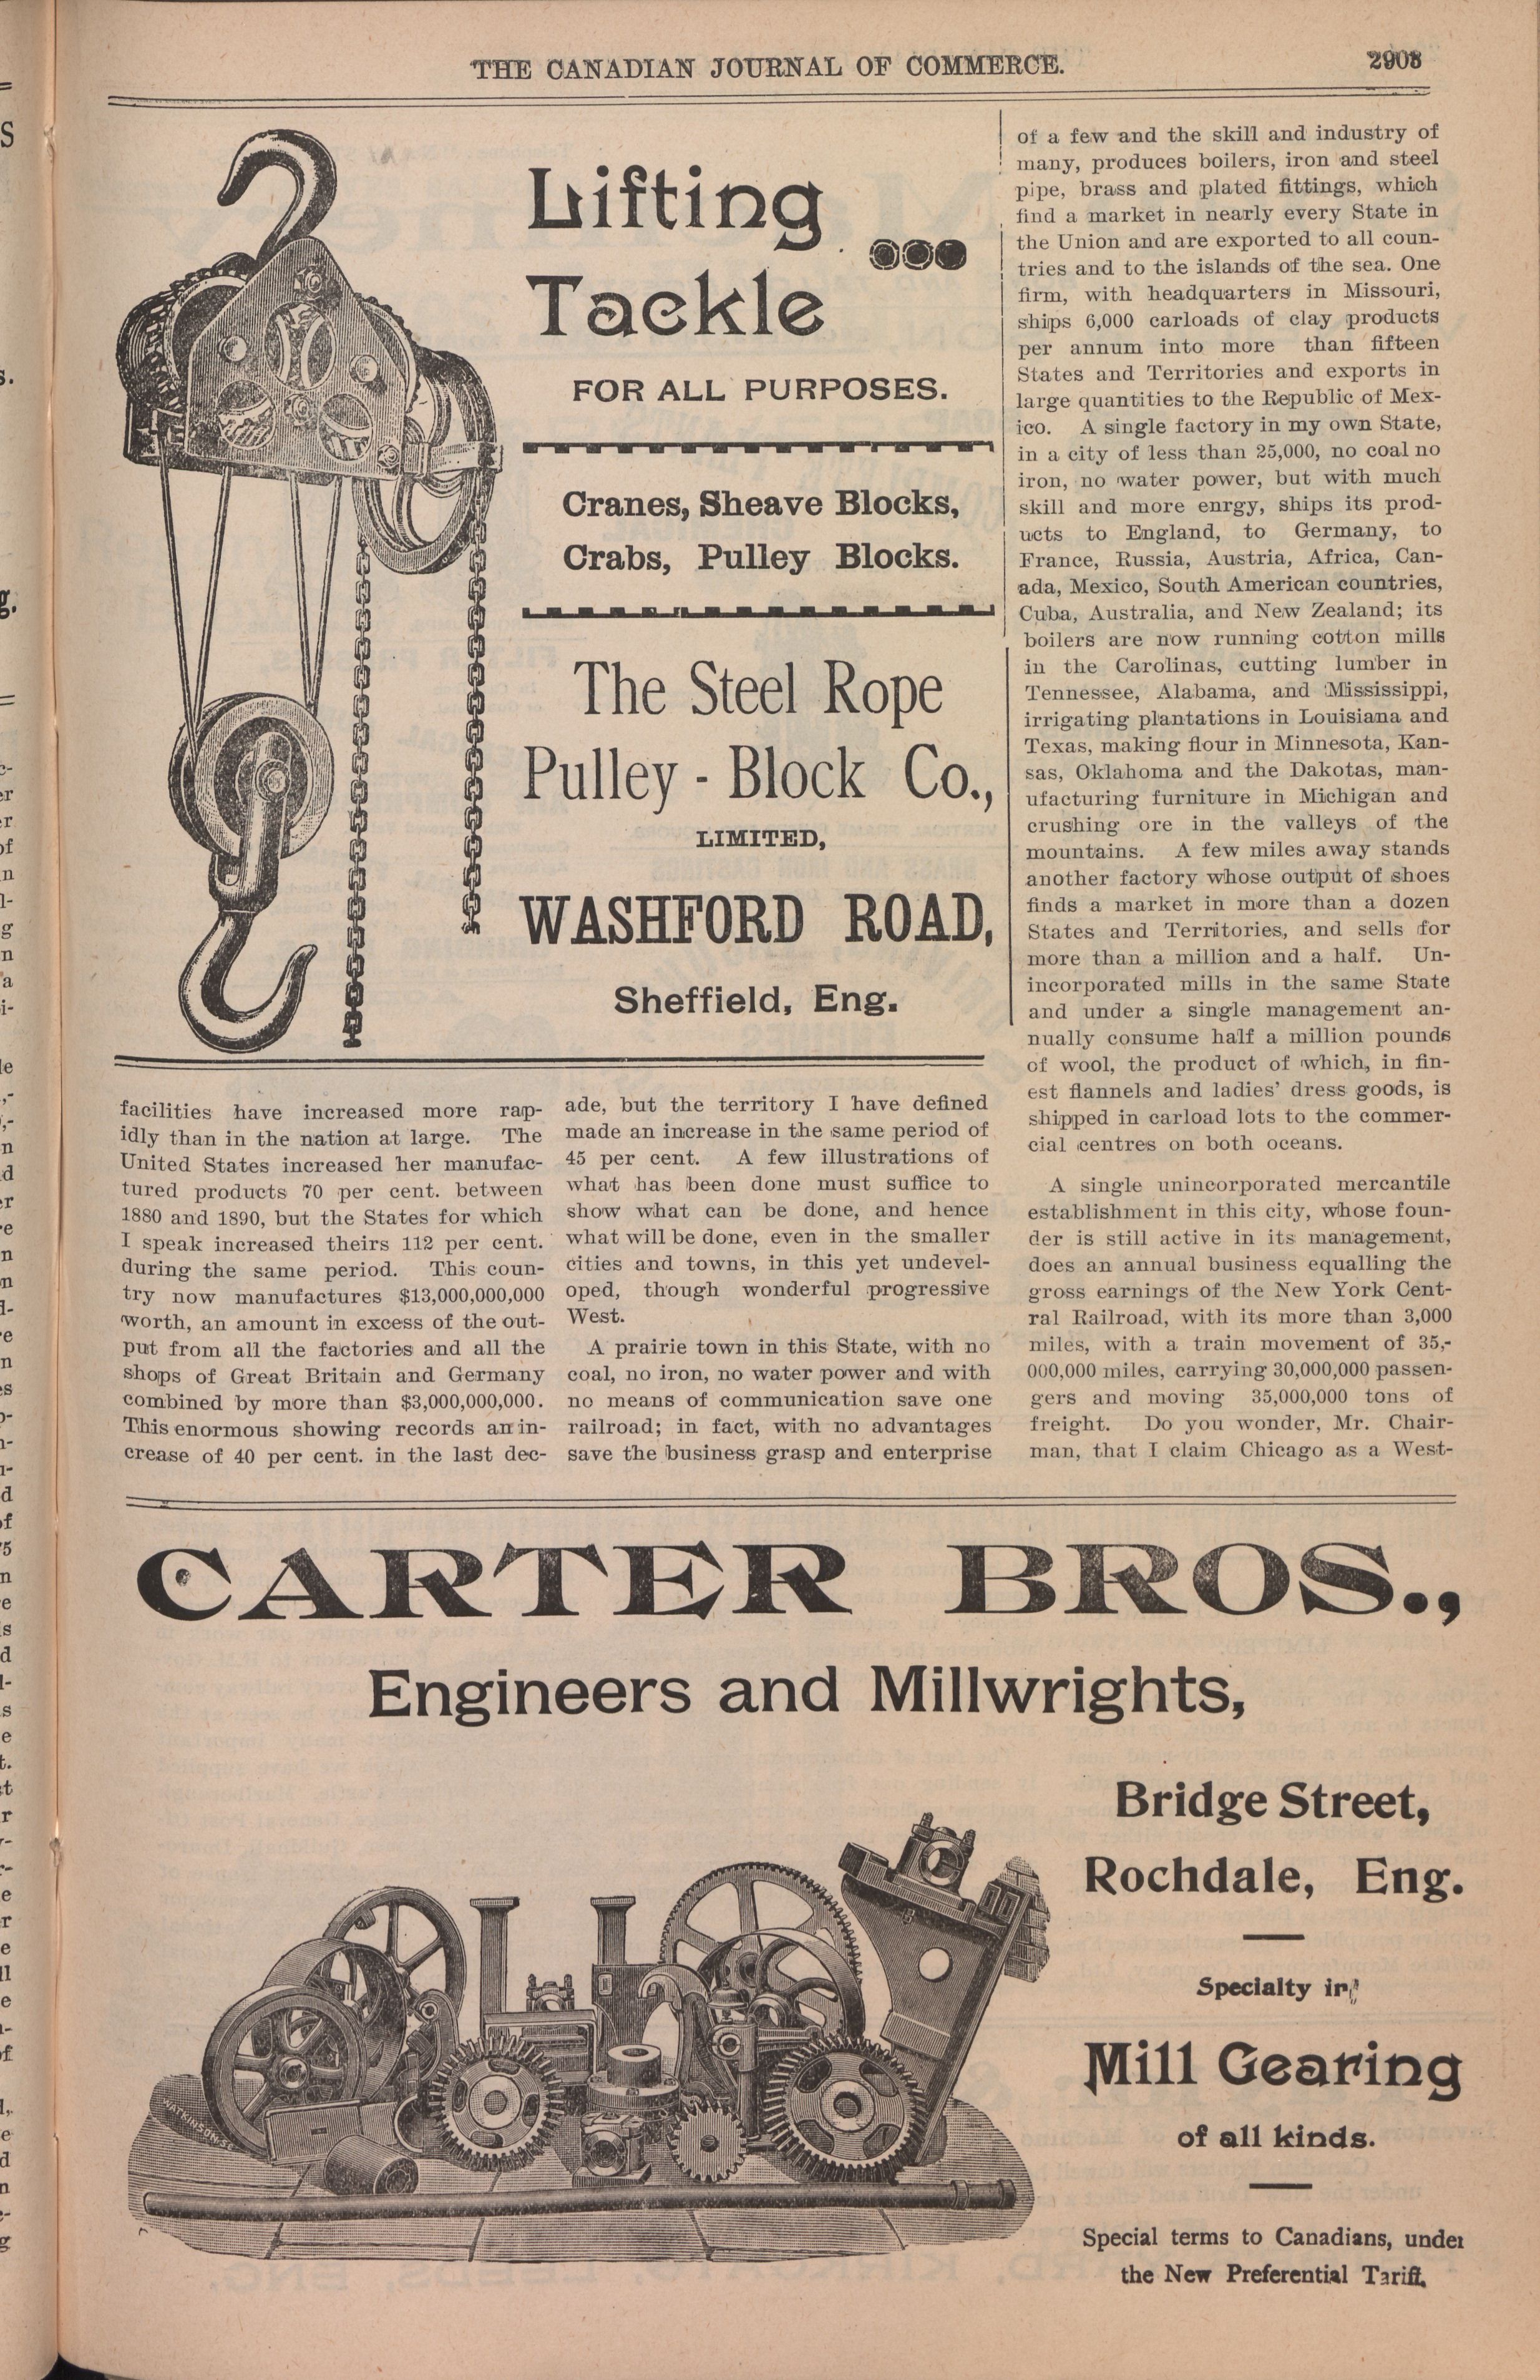 THE CANADIAN JOURNAL OF COMMERCE.
Lifting
Tackle
FOR ALL PURPOSES.
Cranes, Sheave Blocks,
Crabs, Pulley Blocks.
The Steel Rope
Pulley - Block Co.,
LIMITED,
WASHFORD ROAD,
Sheffield, Eng.
facilities have increased more rap-
idly than in the nation at large. The
United States increased her manufac-
tured products 70 per cent. between
1880 and 1890, but the States for which
I speak increased theirs 112 per cent.
during the same period. This coun-
try now manufactures $13,000,000,000
worth, an amount in excess of the out-
put from all the factories and all the
shops of Great Britain and Germany
combined by more than $3,000,000,000.
This enormous showing records an in-
crease of 40 per cent. in the last dec-
ade, but the territory I have defined
made an increase in the same period of
45 per cent. A few illustrations of
what has been done must suffice to
show what can be done, and hence
what will be done, even in the smaller
cities and towns, in this yet undevel-
oped, though wonderful progressive
West.
A prairie town in this State, with no
coal, no iron, no water power and with
no means of communication save one
railroad; in fact, with no advantages
save the business grasp and enterprise
of a few and the skill and industry of
many, produces boilers, iron and steel
pipe, brass and plated fittings, which
find a market in nearly every State in
the Union and are exported to all coun-
tries and to the islands of the sea. One
firm, with headquarters in Missouri,
ships 6,000 carloads of clay products
per annum into more than fifteen
States and Territories and exports in
large quantities to the Republic of Mex-
ico. A single factory in my own State,
in a city of less than 25,000, no coal no
iron, no water power, but with much
skill and more enrgy, ships its prod-
ucts to England, to Germany, to
France, Russia, Austria, Africa, Can-
ada, Mexico, South American countries,
Cuba, Australia, and New Zealand; its
boilers are now running cotton mills
in the Carolinas, cutting lumber in
Tennessee, Alabama, and Mississippi,
irrigating plantations in Louisiana and
Texas, making flour in Minnesota, Kan-
sas, Oklahoma and the Dakotas, man-
ufacturing furniture in Michigan and
crushing ore in the valleys of the
mountains. A few miles away stands
another factory whose output of shoes
finds a market in more than a dozen
States and Territories, and sells for
more than a million and a half. Un-
incorporated mills in the same State
and under a single management an-
nually consume half a million pounds
of wool, the product of which, in fin-
est flannels and ladies' dress goods, is
shipped in carload lots to the commer-
cial centres on both oceans.
A single unincorporated mercantile
establishment in this city, whose foun-
der is still active in its management,
does an annual business equalling the
gross earnings of the New York Cent-
ral Railroad, with its more than 3,000
miles, with a train movement of 35,-
000,000 miles, carrying 30,000,000 passen-
gers and moving 35,000,000 tons of
freight. Do you wonder, Mr. Chair-
man, that I claim Chicago as a West-
CARTER BROS.,
Engineers and Millwrights,
Bridge Street,
Rochdale, Eng.
Specialty in
Mill Gearing
of all kinds.
Special terms to Canadians, under
the New Preferential Tariff.